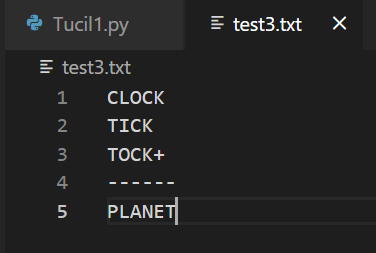 Tucil1.py test3.txt ×
test3.txt
1 CLOCK
2 TICK
3 TOCK+
4 ------
5 PLANET